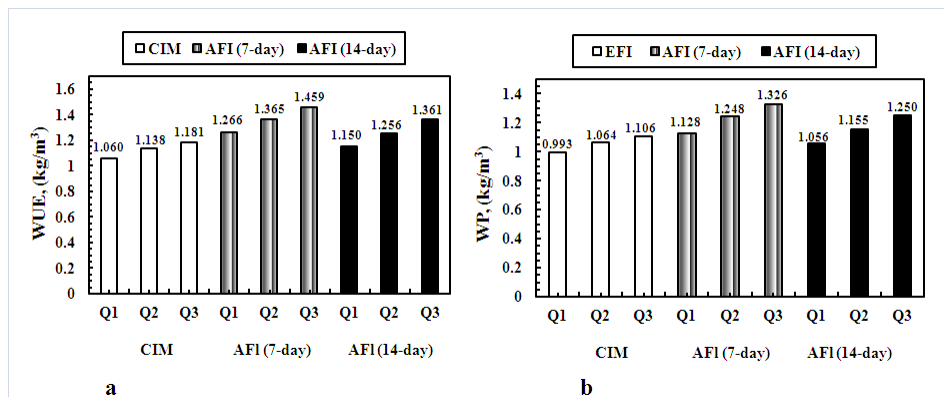 CIM AFI (7-day) AFI (14-day)
WUE, (kg/m³)
1.6
1.4
1.2
1
0.8
0.6
0.4
0.2
0
1.060 1.138 1.181 1.266 1.365 1.459 1.150 1.256 1.361
Q1 Q2 Q3 Q1 Q2 Q3 Q1 Q2 Q3
CIM AFl (7-day) AFl (14-day)
a
EFI AFI (7-day) AFI (14-day)
WP, (kg/m³)
1.4
1.2
1
0.8
0.6
0.4
0.2
0
0.993 1.064 1.106 1.128 1.248 1.326 1.056 1.155 1.250
Q1 Q2 Q3 Q1 Q2 Q3 Q1 Q2 Q3
CIM AFl (7-day) AFl (14-day)
b